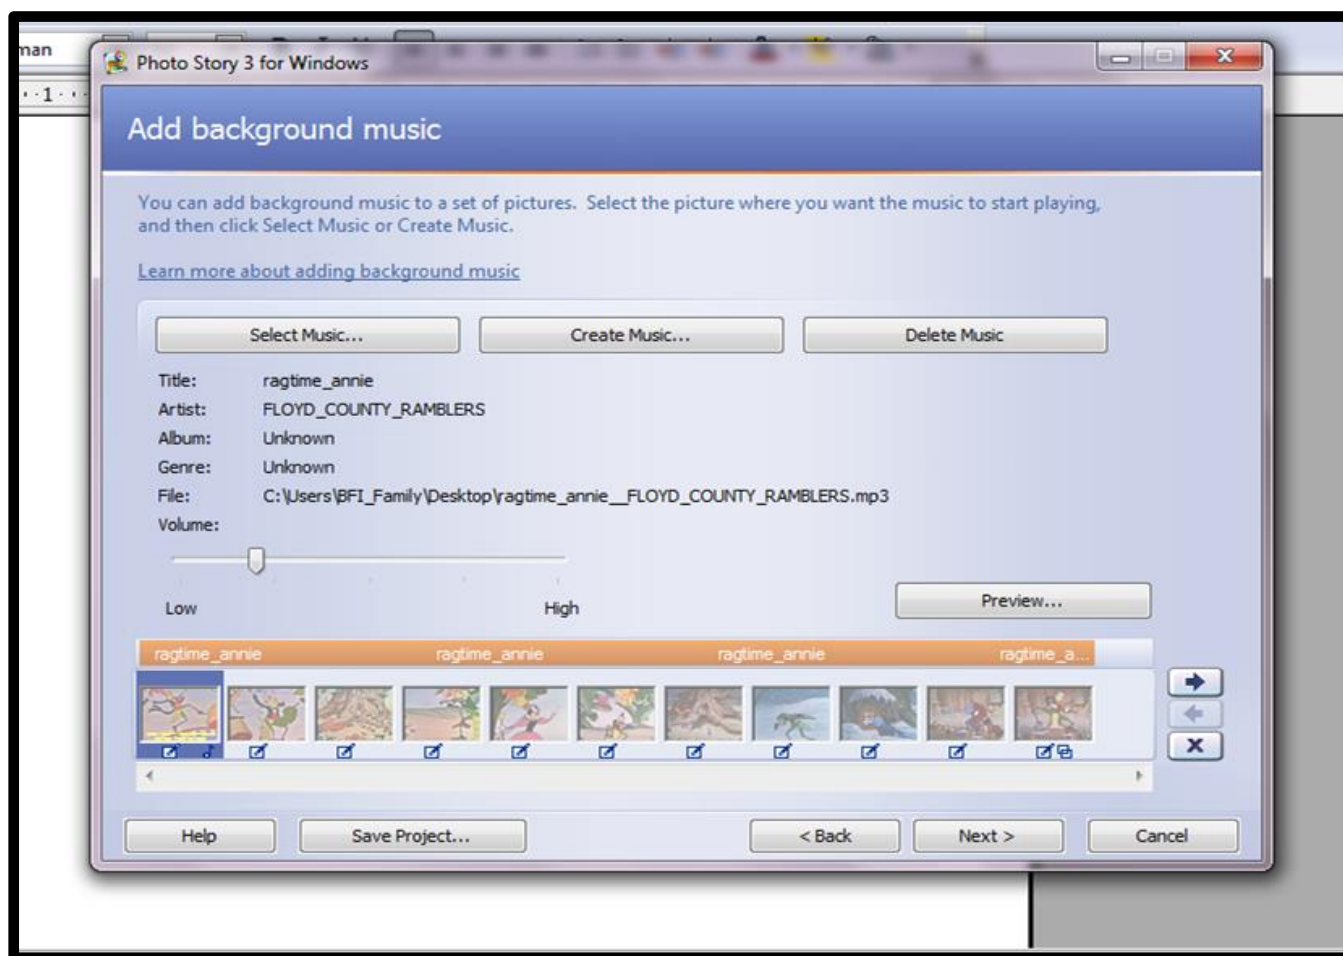 man
1
Photo Story 3 for Windows
Add background music
You can add background music to a set of pictures. Select the picture where you want the music to start playing,
and then click Select Music or Create Music.
Learn more about adding background music
Select Music...
Create Music...
Delete Music
Title: ragtime_annie
Artist: FLOYD_COUNTY_RAMBLERS
Album: Unknown
Genre: Unknown
File: C:\Users\BFI_Family\Desktop\ragtime_annie__FLOYD_COUNTY_RAMBLERS.mp3
Volume:
Low
High
Preview...
ragtime_annie ragtime_annie ragtime_annie ragtime_a...
Help
Save Project...
< Back
Next >
Cancel